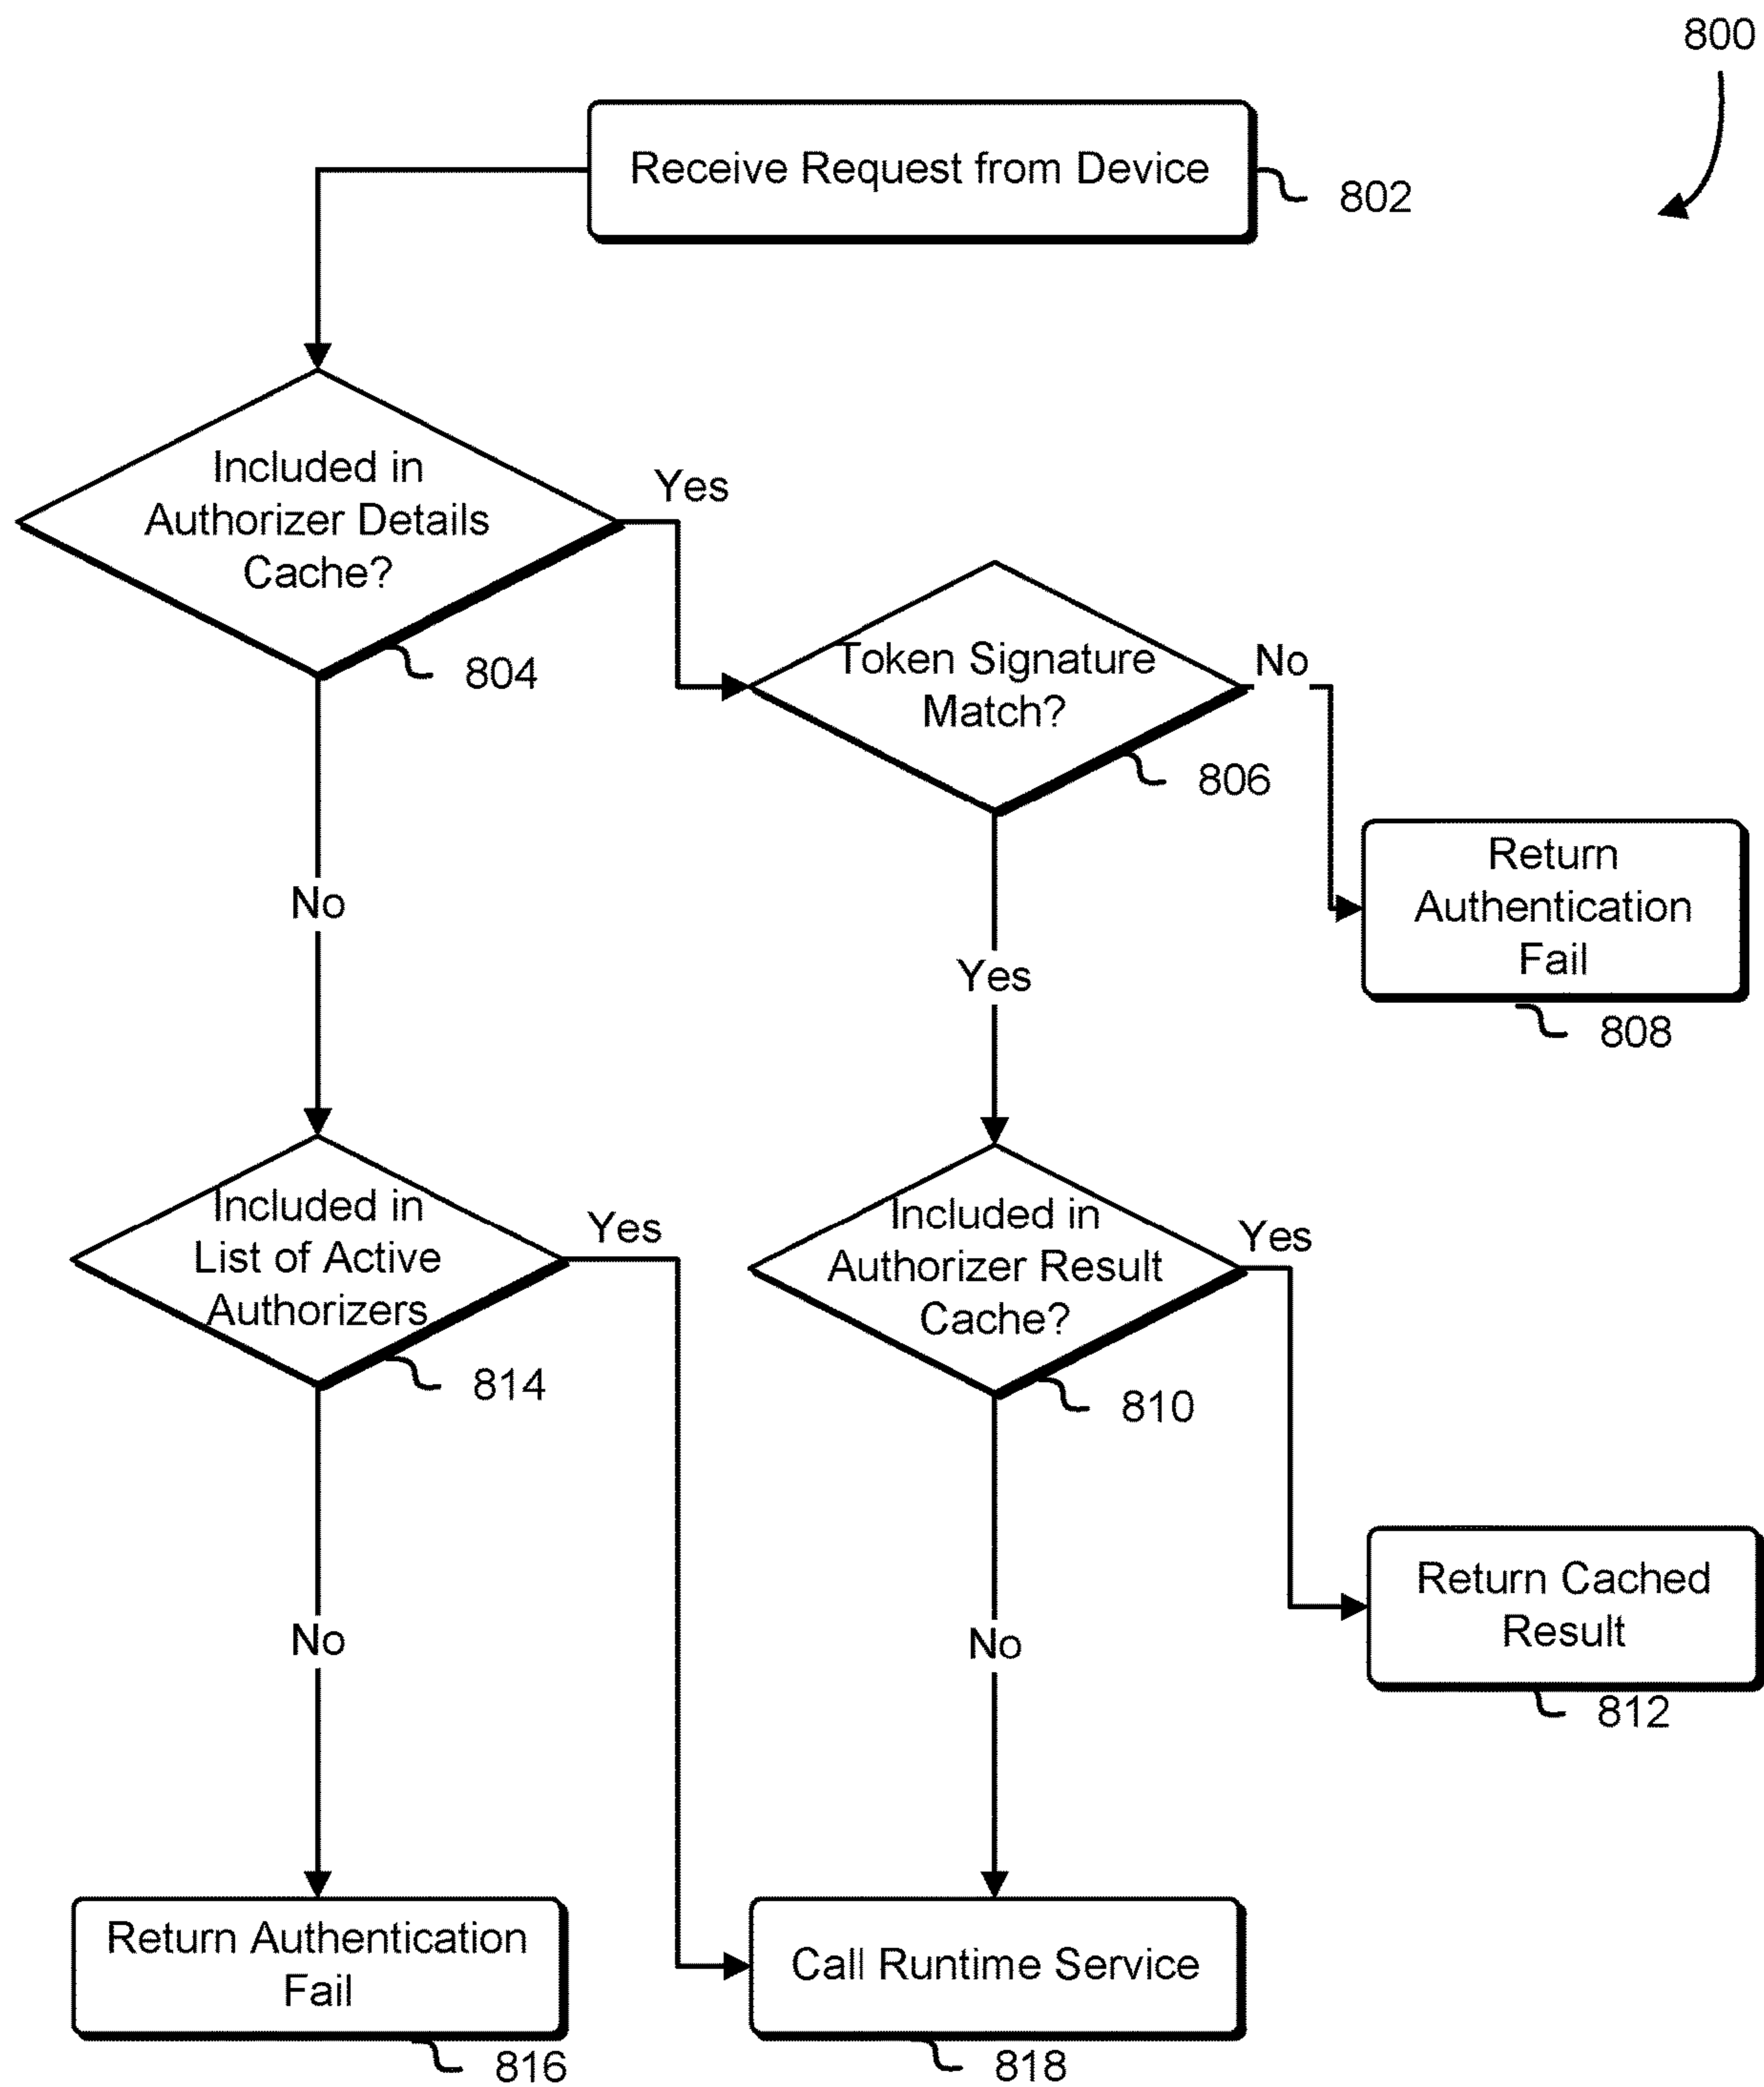 800
Receive Request from Device
802
Included in
Authorizer Details
Cache?
Yes
804
Token Signature
Match?
No
806
Return
Authentication
Fail
808
No
Yes
Included in
List of Active
Authorizers
Yes
814
Included in
Authorizer Result
Cache?
Yes
810
Return Cached
Result
812
No
No
Return Authentication
Fail
816
Call Runtime Service
818